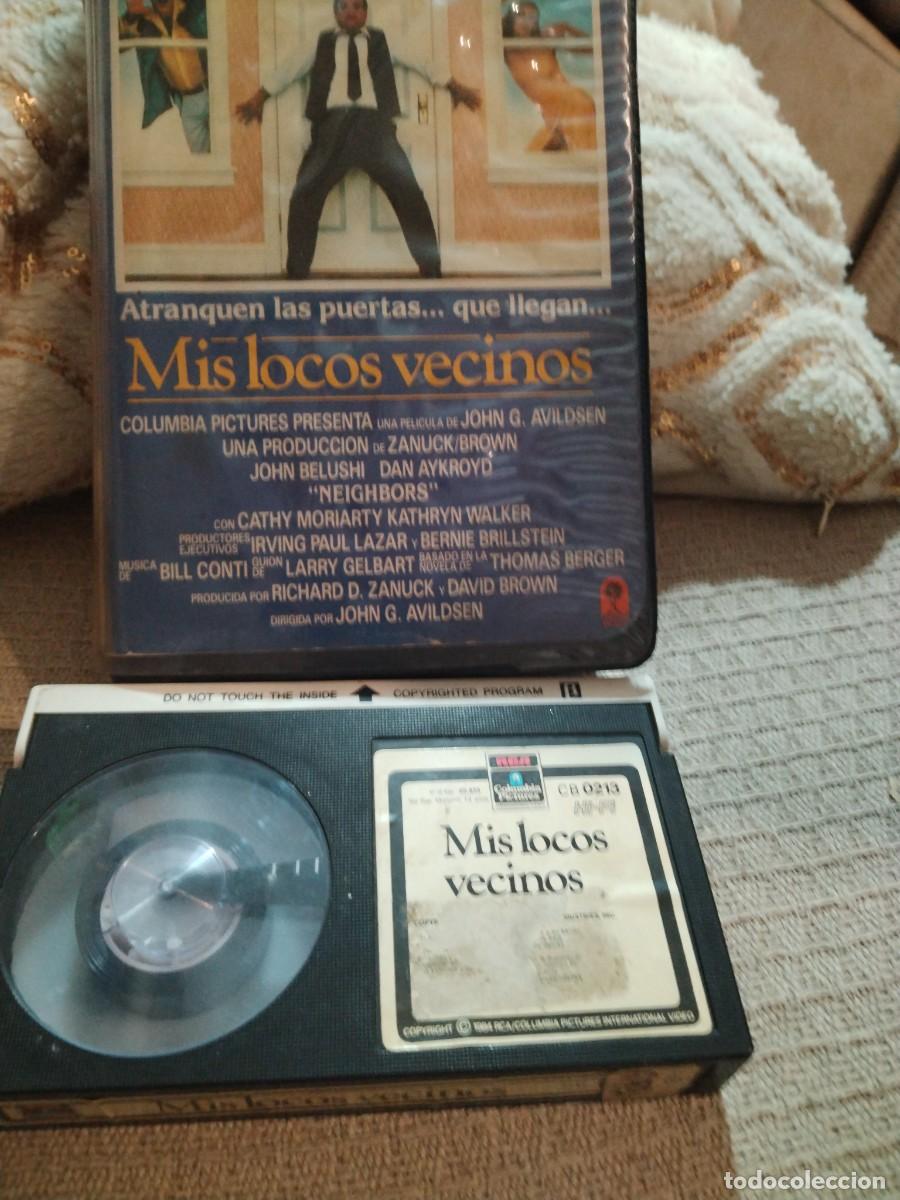 Atranquen las puertas... que llegan...
Mis locos vecinos
COLUMBIA PICTURES PRESENTA UNA PELICULA DE JOHN G. AVILDSEN
UNA PRODUCCION DE ZANUCK/BROWN
JOHN BELUSHI DAN AYKROYD
"NEIGHBORS"
CON CATHY MORIARTY KATHRYN WALKER
PRODUCTORES EJECUTIVOS IRVING PAUL LAZAR Y BERNIE BRILLSTEIN
MUSICA DE BILL CONTI GUION DE LARRY GELBART BASADO EN LA NOVELA DE THOMAS BERGER
PRODUCIDA POR RICHARD D. ZANUCK Y DAVID BROWN
DIRIGIDA POR JOHN G. AVILDSEN
DO NOT TOUCH THE INSIDE COPYRIGHTED PROGRAM B
RCA
Columbia Pictures
CB 0213
HI-FI
Mis locos
vecinos
COPYRIGHT © 1984 RCA/COLUMBIA PICTURES INTERNATIONAL VIDEO
Mis locos vecinos
todocoleccion